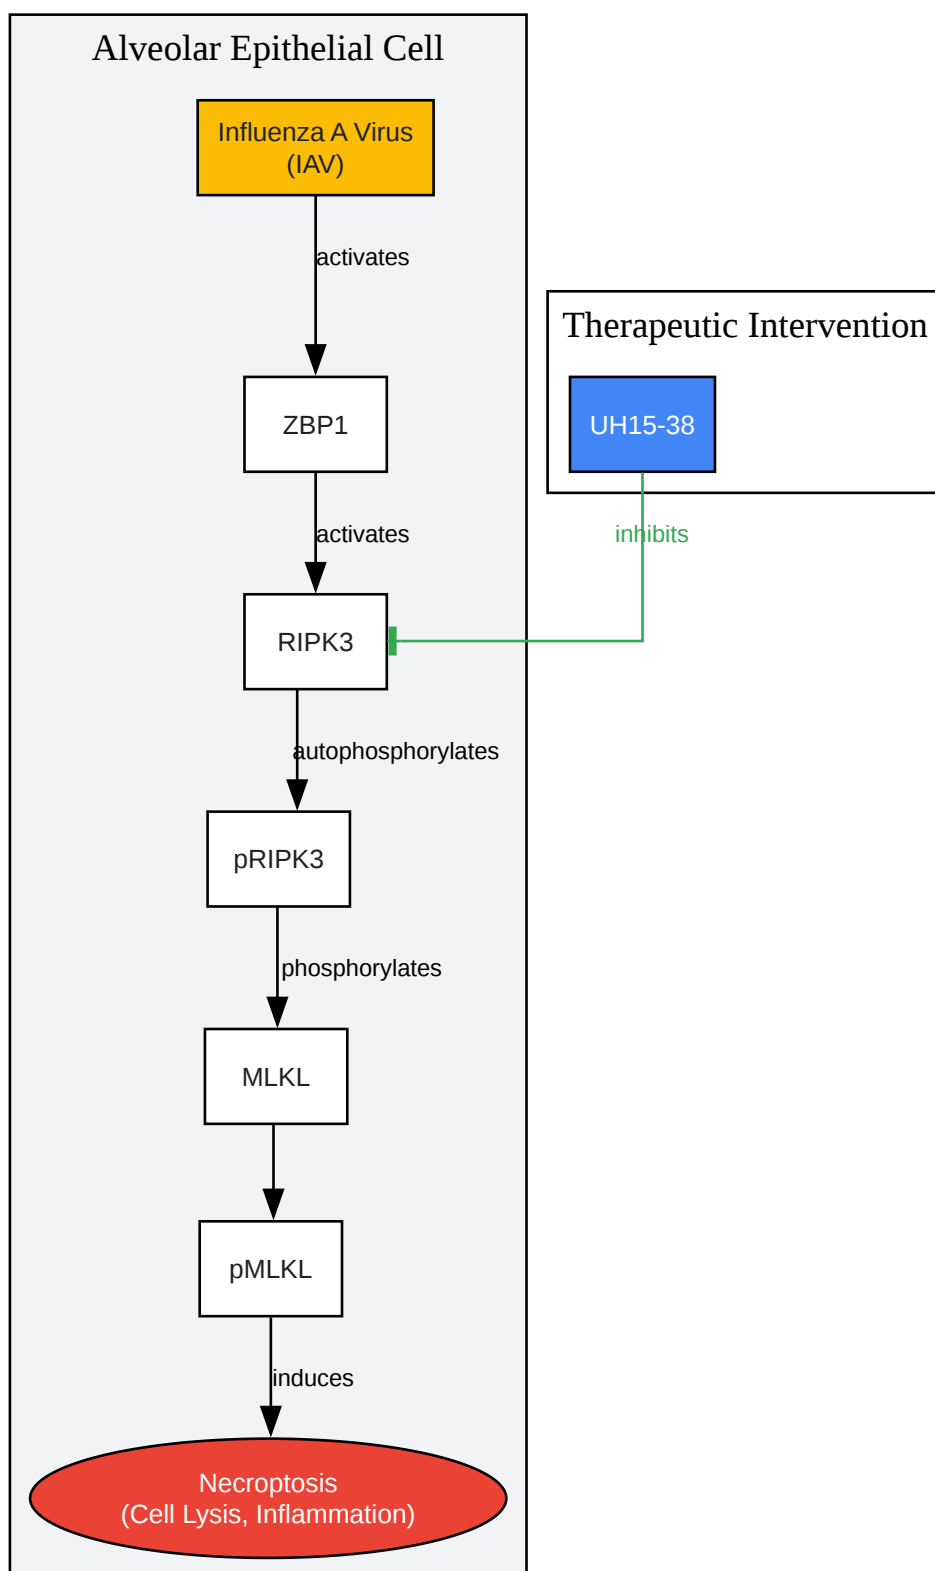 Alveolar Epithelial Cell
Influenza A Virus
(IAV)
activates
Therapeutic Intervention
ZBP1
UH15-38
activates
inhibits
RIPK3
autophosphorylates
pRIPK3
phosphorylates
MLKL
pMLKL
induces
Necroptosis
(Cell Lysis, Inflammation)